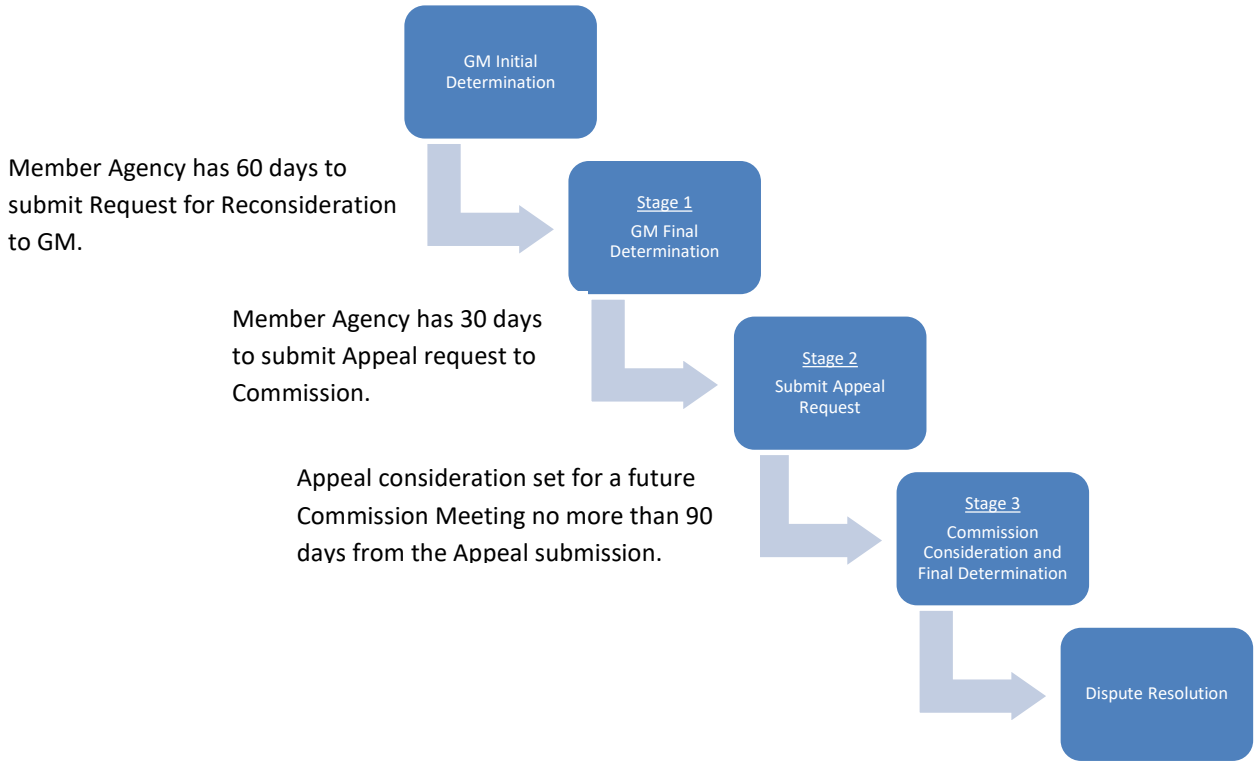 GM Initial
Determination
Member Agency has 60 days to
submit Request for Reconsideration
to GM.
Stage 1
GM Final
Determination
Member Agency has 30 days
to submit Appeal request to
Commission.
Stage 2
Submit Appeal
Request
Appeal consideration set for a future
Commission Meeting no more than 90
days from the Appeal submission.
Stage 3
Commission
Consideration and
Final Determination
Dispute Resolution